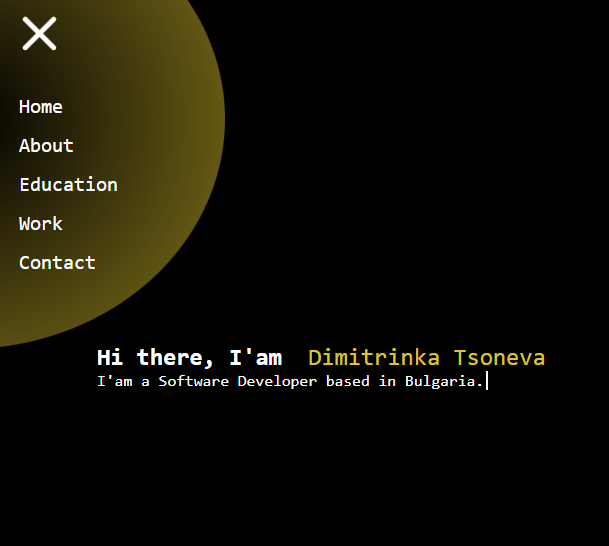 Home
About
Education
Work
Contact
Hi there, I'am Dimitrinka Tsoneva
I'am a Software Developer based in Bulgaria.